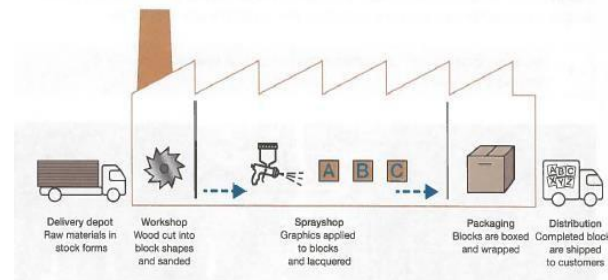 A B C
ABC
XYZ
Delivery depot
Raw materials in
stock forms
Workshop
Wood cut into
block shapes
and sanded
Sprayshop
Graphics applied
to blocks
and lacquered
Packaging
Blocks are boxed
and wrapped
Distribution
Completed block
are shipped
to customers